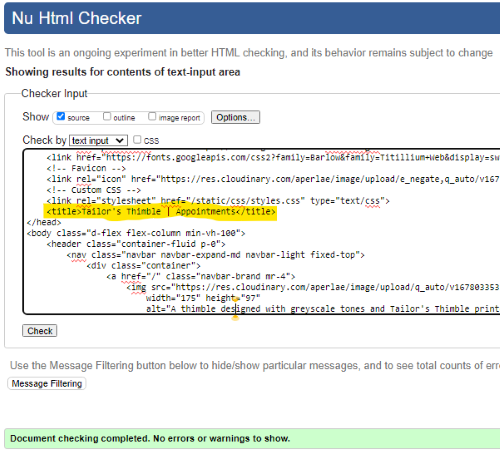 Nu Html Checker
This tool is an ongoing experiment in better HTML checking, and its behavior remains subject to change
Showing results for contents of text-input area
Checker Input
Show source outline image report Options...
Check by text input css
<link href="https://fonts.googleapis.com/css2?family=Barlow&family=Titillium+Web&display=sw
<!-- Favicon -->
<link rel="icon" href="https://res.cloudinary.com/aperlae/image/upload/e_negate,q_auto/v167
<!-- Custom CSS -->
<link rel="stylesheet" href="/static/css/styles.css" type="text/css">
<title>Tailor's Thimble | Appointments</title>
</head>
<body class="d-flex flex-column min-vh-100">
<header class="container-fluid p-0">
<nav class="navbar navbar-expand-md navbar-light fixed-top">
<div class="container">
<a href="/" class="navbar-brand mr-4">
<img src="https://res.cloudinary.com/aperlae/image/upload/q_auto/v167803353
width="175" height="97"
alt="A thimble designed with greyscale tones and Tailor's Thimble print
Check
Use the Message Filtering button below to hide/show particular messages, and to see total counts of err
Message Filtering
Document checking completed. No errors or warnings to show.